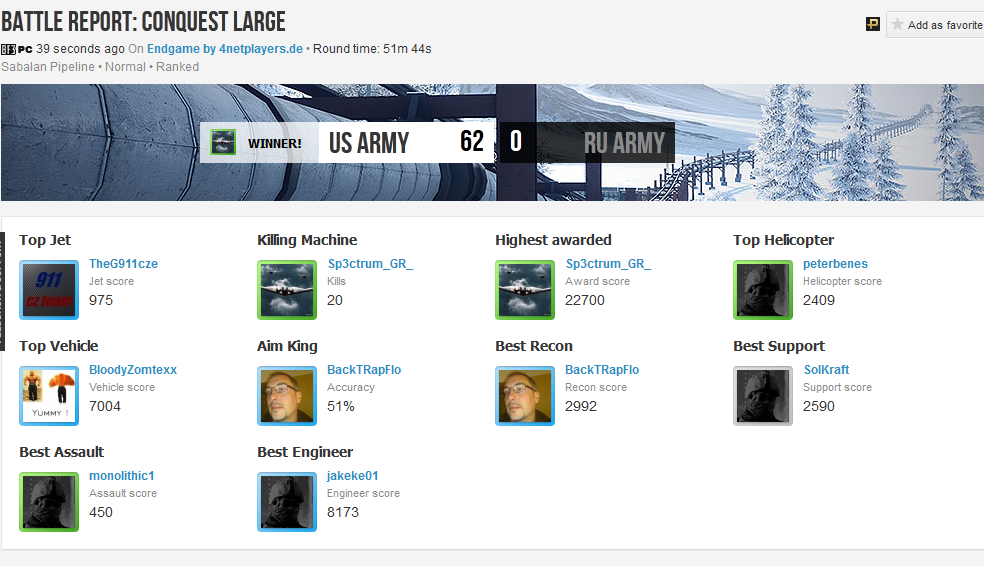 BATTLE REPORT: CONQUEST LARGE
Add as favorite
PC 39 seconds ago On Endgame by 4netplayers.de • Round time: 51m 44s
Sabalan Pipeline • Normal • Ranked
WINNER! US ARMY 62 0 RU ARMY
Top Jet Killing Machine Highest awarded Top Helicopter
TheG911cze Sp3ctrum_GR_ Sp3ctrum_GR_ peterbenes
Jet score Kills Award score Helicopter score
975 20 22700 2409
911
cz team
Top Vehicle Aim King Best Recon Best Support
BloodyZomtexx BackTRapFlo BackTRapFlo SolKraft
Vehicle score Accuracy Recon score Support score
7004 51% 2992 2590
YUMMY !
Best Assault Best Engineer
monolithic1 jakeke01
Assault score Engineer score
450 8173